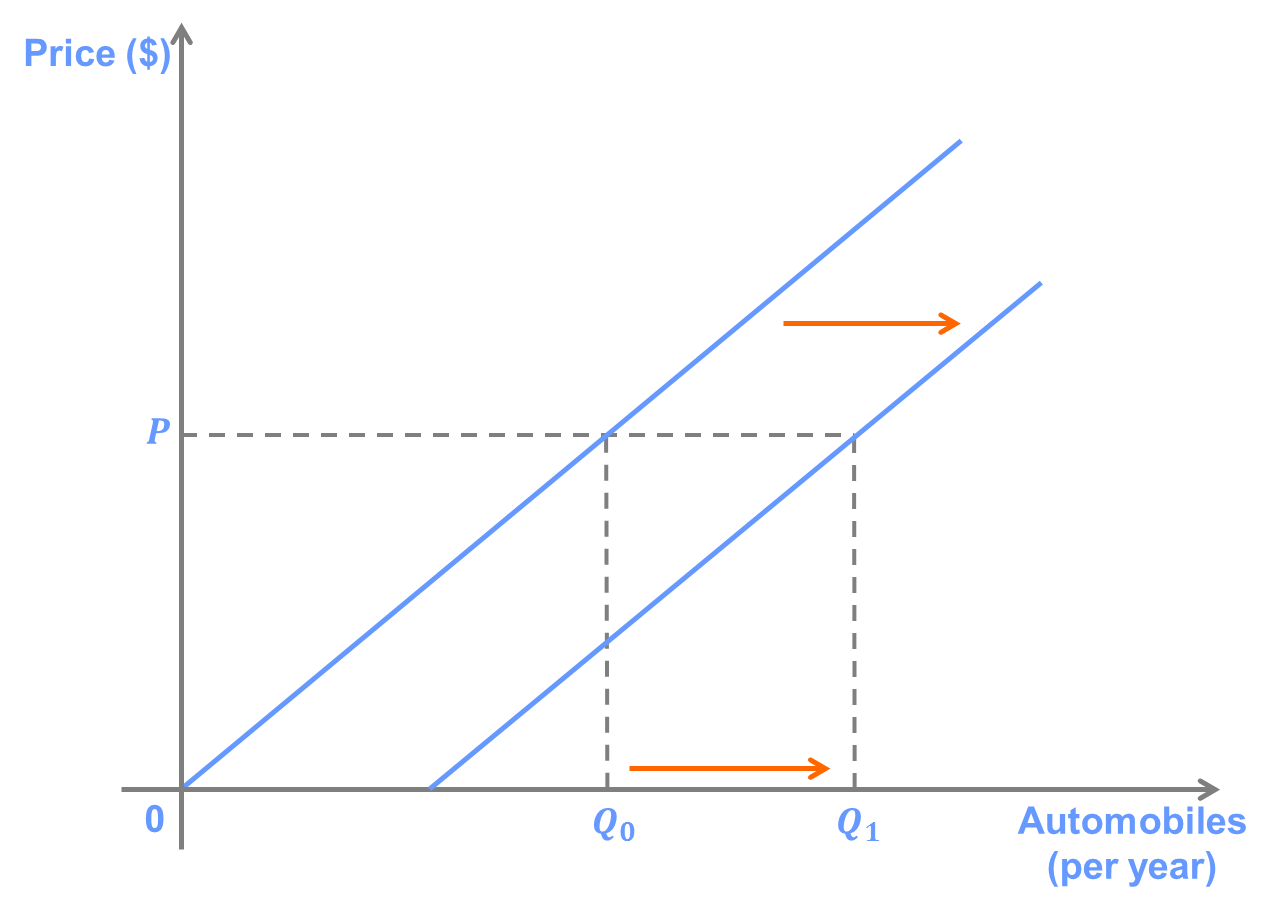 Price ($)
P
0
Q₀
Q₁
Automobiles
(per year)